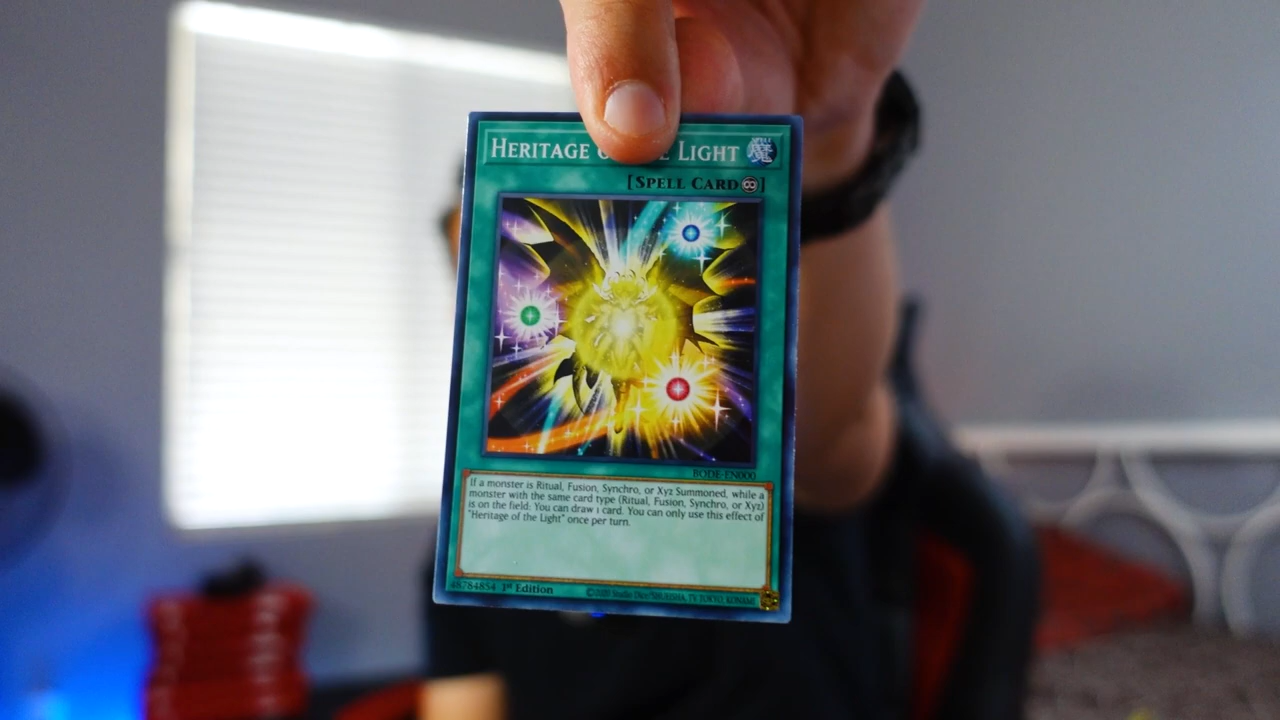 HERITAGE LIGHT 魔
[SPELL CARD∞]
BODE-EN000
If a monster is Ritual, Fusion, Synchro, or Xyz Summoned, while a
monster with the same card type (Ritual, Fusion, Synchro, or Xyz)
is on the field: You can draw 1 card. You can only use this effect of
"Heritage of the Light" once per turn.
48784854 1st Edition ©2020 Studio Dice/SHUEISHA, TV TOKYO, KONAMI